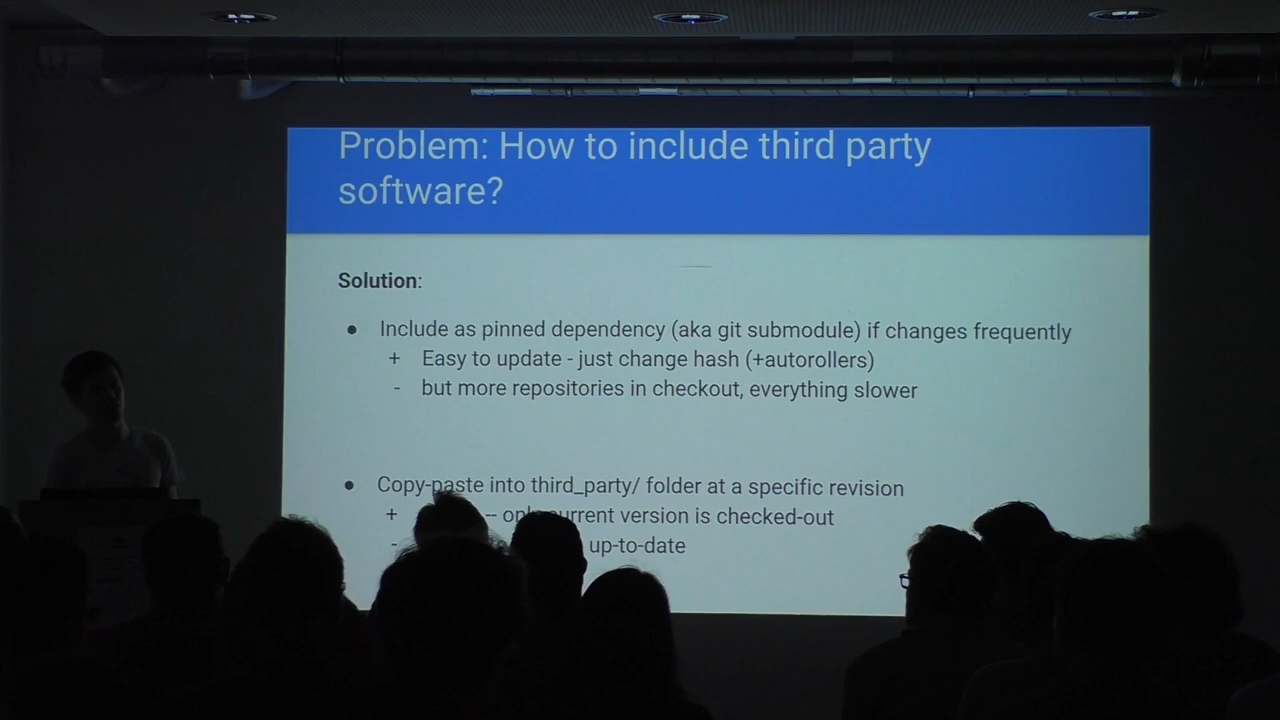 Problem: How to include third party
software?
Solution:
● Include as pinned dependency (aka git submodule) if changes frequently
+ Easy to update - just change hash (+autorollers)
- but more repositories in checkout, everything slower
● Copy-paste into third_party/ folder at a specific revision
+ -- only current version is checked-out
- up-to-date